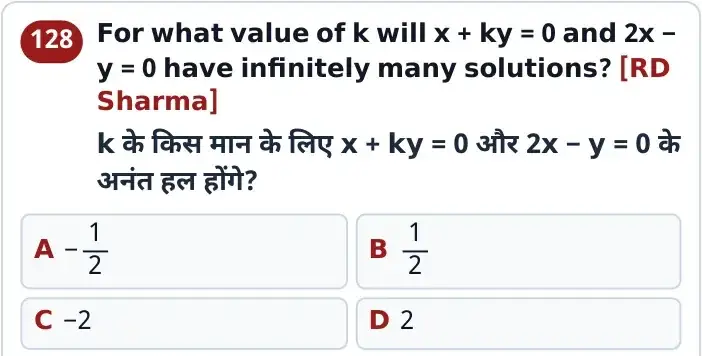 128 For what value of k will x + ky = 0 and 2x −
y = 0 have infinitely many solutions? [RD
Sharma]
k के किस मान के लिए x + ky = 0 और 2x − y = 0 के
अनंत हल होंगे?
A −1/2 B 1/2
C −2 D 2